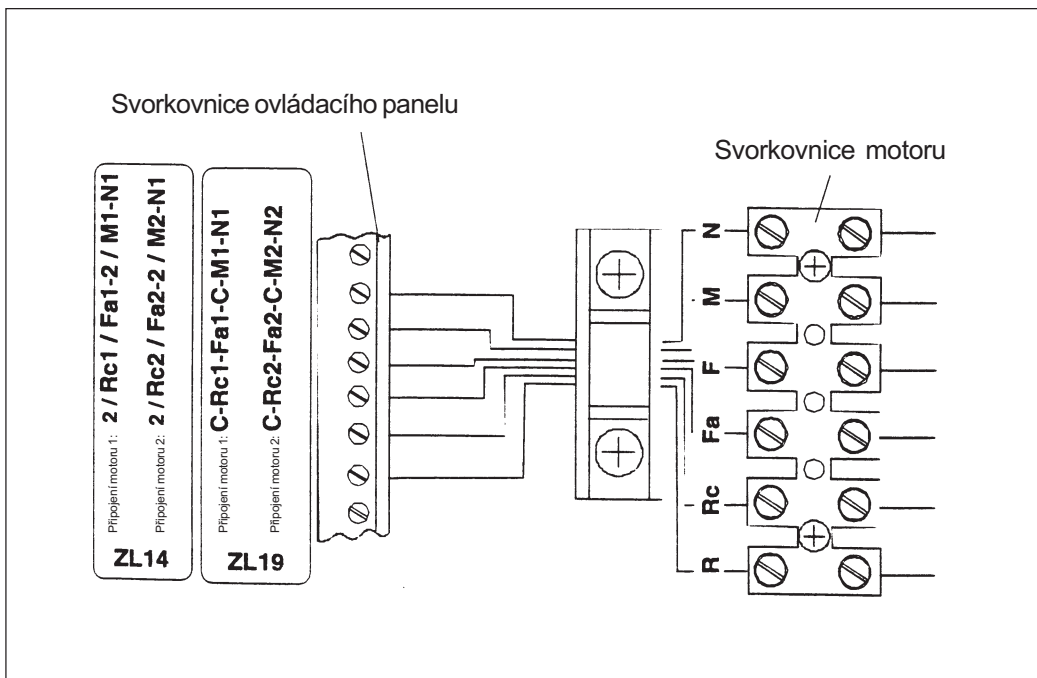 Svorkovnice ovládacího panelu
Svorkovnice motoru
Připojení motoru 1: 2 / Rc1 / Fa1-2 / M1-N1
Připojení motoru 2: 2 / Rc2 / Fa2-2 / M2-N1
ZL14
Připojení motoru 1: C-Rc1-Fa1-C-M1-N1
Připojení motoru 2: C-Rc2-Fa2-C-M2-N2
ZL19
N
M
F
Fa
Rc
R